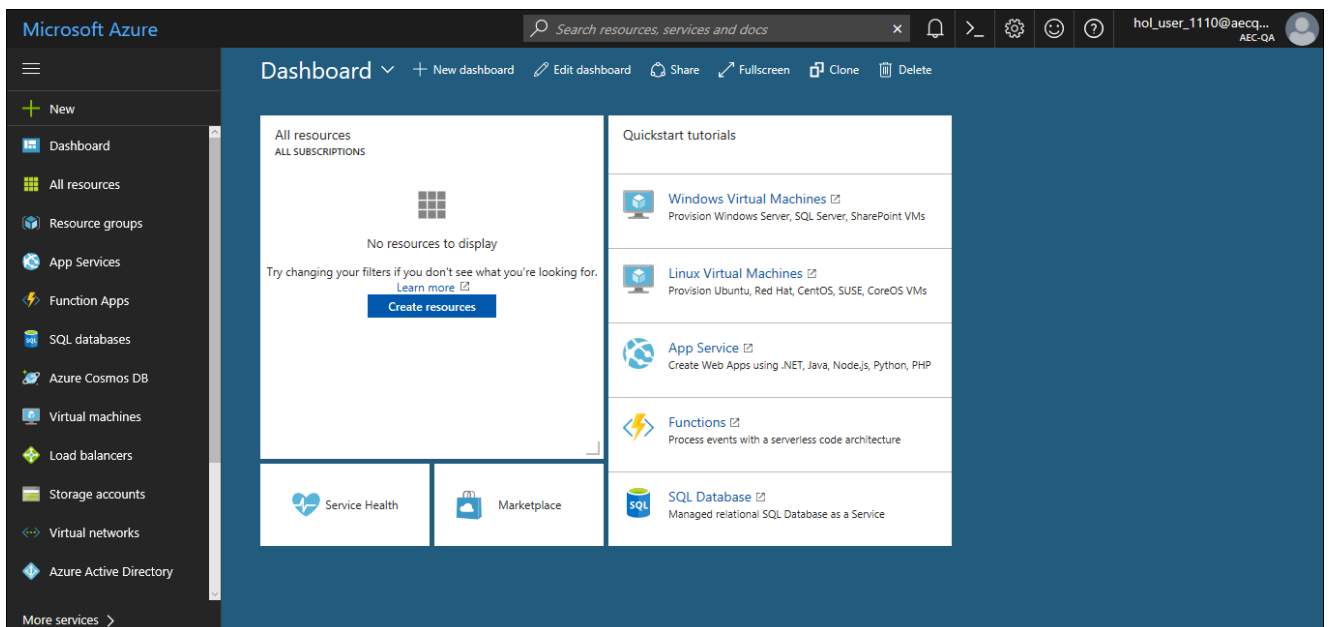 Microsoft Azure
Search resources, services and docs
hol_user_1110@aecq...
AEC-QA
New
Dashboard
All resources
Resource groups
App Services
Function Apps
SQL databases
Azure Cosmos DB
Virtual machines
Load balancers
Storage accounts
Virtual networks
Azure Active Directory
More services
Dashboard
New dashboard
Edit dashboard
Share
Fullscreen
Clone
Delete
All resources
ALL SUBSCRIPTIONS
No resources to display
Try changing your filters if you don't see what you're looking for.
Learn more
Create resources
Service Health
Marketplace
Quickstart tutorials
Windows Virtual Machines
Provision Windows Server, SQL Server, SharePoint VMs
Linux Virtual Machines
Provision Ubuntu, Red Hat, CentOS, SUSE, CoreOS VMs
App Service
Create Web Apps using .NET, Java, Node.js, Python, PHP
Functions
Process events with a serverless code architecture
SQL
SQL Database
Managed relational SQL Database as a Service